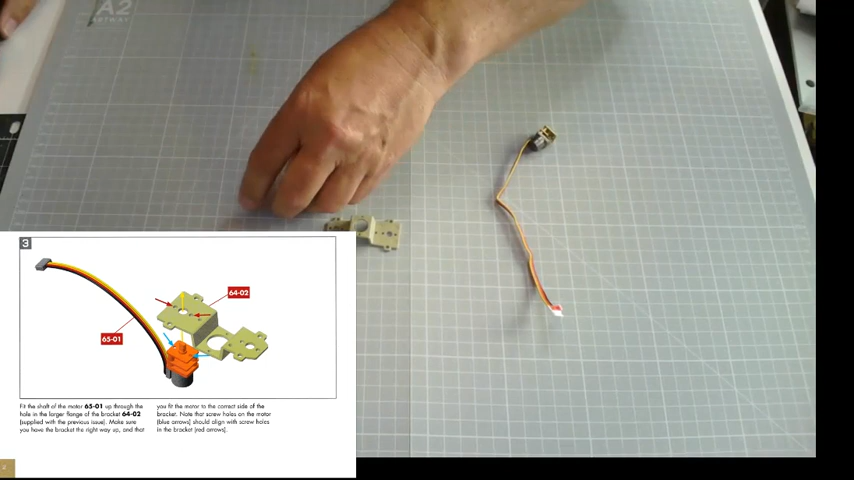 A2
3
64-02
65-01
Fit the shaft of the motor 65-01 up through the
hole in the larger flange of the bracket 64-02
(supplied with the previous issue). Make sure
you have the bracket the right way up, and that
you fit the motor to the correct side of the
bracket. Note that screw holes on the motor
(blue arrows) should align with screw holes
in the bracket (red arrows).